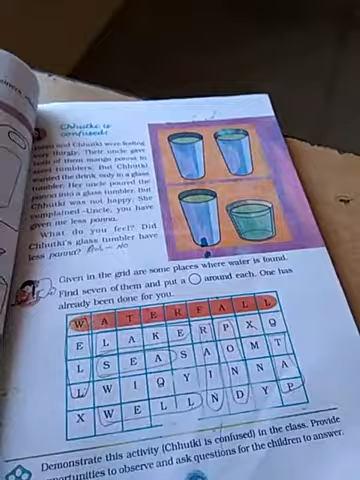 Chhutki is
confused!
and Chhutki were feeling
very thirsty. Their uncle gave
both of them mango panna in
steel tumblers. But Chhutki
wanted the drink only in a glass
tumbler. Her uncle poured the
panna into a glass tumbler. But
Chhutki was not happy. She
complained—Uncle, you have
given me less panna.
What do you feel? Did
Chhutki's glass tumbler have
less panna? Ans - No
Given in the grid are some places where water is found.
Find seven of them and put a around each. One has
already been done for you.
W A T E R F A L L
E L A K E R P X Q
L S E A S A O M T
L W I Q Y I N N A
X W E L L N D Y P
Demonstrate this activity (Chhutki is confused) in the class. Provide
opportunities to observe and ask questions for the children to answer.